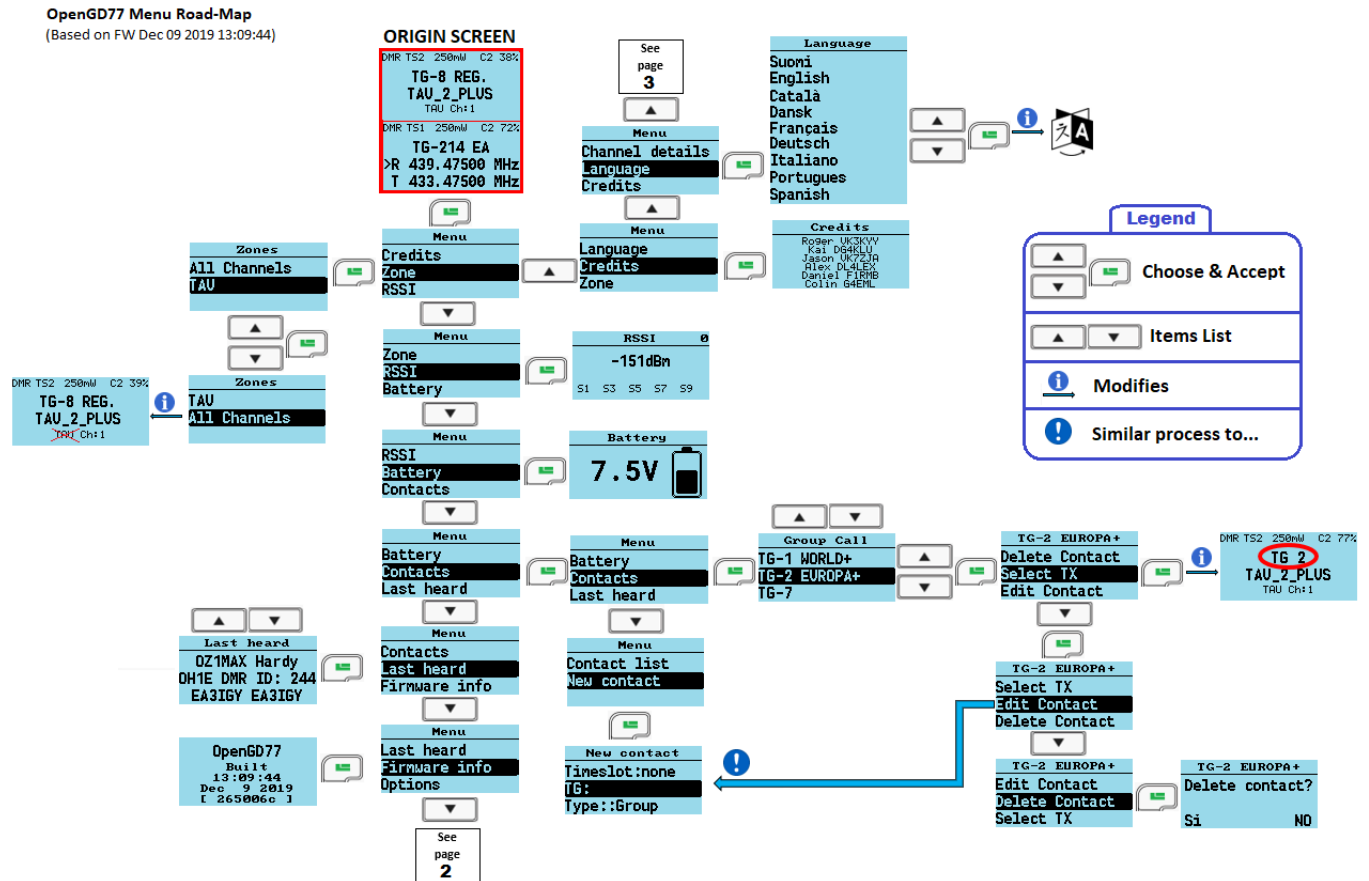 OpenGD77 Menu Road-Map
(Based on FW Dec 09 2019 13:09:44)
ORIGIN SCREEN
DMR TS2 250mW C2 38%
TG-8 REG.
TAV_2_PLUS
TAU Ch:1
DMR TS1 250mW C2 72%
TG-214 EA
>R 439.47500 MHz
T 433.47500 MHz
See
page
3
Menu
Channel details
Language
Credits
Language
Suomi
English
Català
Dansk
Français
Deutsch
Italiano
Portugues
Spanish
Zones
All Channels
TAU
Menu
Credits
Zone
RSSI
Menu
Language
Credits
Zone
Credits
Roger VK3KYY
Kai DG4KLU
Jason VK7ZJA
Alex DL4LEX
Daniel F1RMB
Colin G4EML
Legend
Choose & Accept
Items List
Modifies
Similar process to...
DMR TS2 250mW C2 39%
TG-8 REG.
TAV_2_PLUS
TAU Ch:1
Zones
TAU
All Channels
Menu
Zone
RSSI
Battery
RSSI 0
-151dBm
S1 S3 S5 S7 S9
Menu
RSSI
Battery
Contacts
Battery
7.5V
Menu
Battery
Contacts
Last heard
Menu
Battery
Contacts
Last heard
Group Call
TG-1 WORLD+
TG-2 EUROPA+
TG-7
TG-2 EUROPA+
Delete Contact
Select TX
Edit Contact
DMR TS2 250mW C2 77%
TG 2
TAV_2_PLUS
TAU Ch:1
Last heard
OZ1MAX Hardy
OH1E DMR ID: 244
EA3IGY EA3IGY
Menu
Contacts
Last heard
Firmware info
Menu
Contact list
New contact
TG-2 EUROPA+
Select TX
Edit Contact
Delete Contact
OpenGD77
Built
13:09:44
Dec 9 2019
[ 265006c ]
Menu
Last heard
Firmware info
Options
New contact
Timeslot:none
TG:
Type::Group
TG-2 EUROPA+
Edit Contact
Delete Contact
Select TX
TG-2 EUROPA+
Delete contact?
Si NO
See
page
2